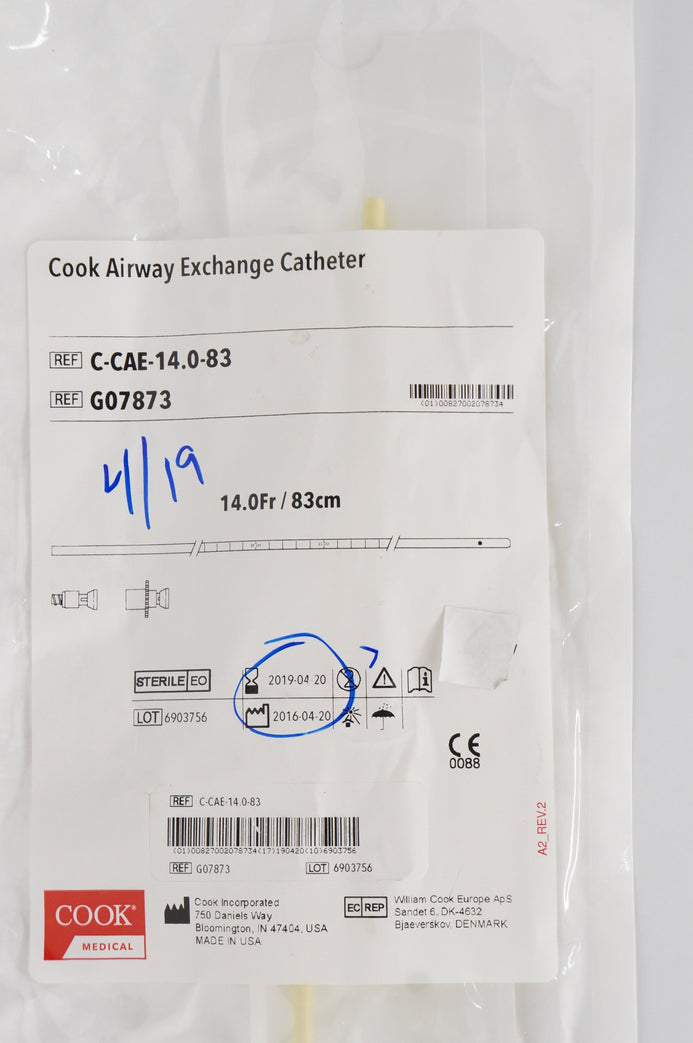 Cook Airway Exchange Catheter
REF C-CAE-14.0-83
REF G07873
(01)00827002078734
4/19
14.0Fr / 83cm
STERILE EO
2019-04-20
LOT 6903756
2016-04-20
CE
0088
REF C-CAE-14.0-83
(01)00827002078734(17)190420(10)6903756
REF G07873 LOT 6903756
A2_REV.2
COOK®
MEDICAL
Cook Incorporated
750 Daniels Way
Bloomington, IN 47404, USA
MADE IN USA
EC REP
William Cook Europe ApS
Sandet 6, DK-4632
Bjaeverskov, DENMARK